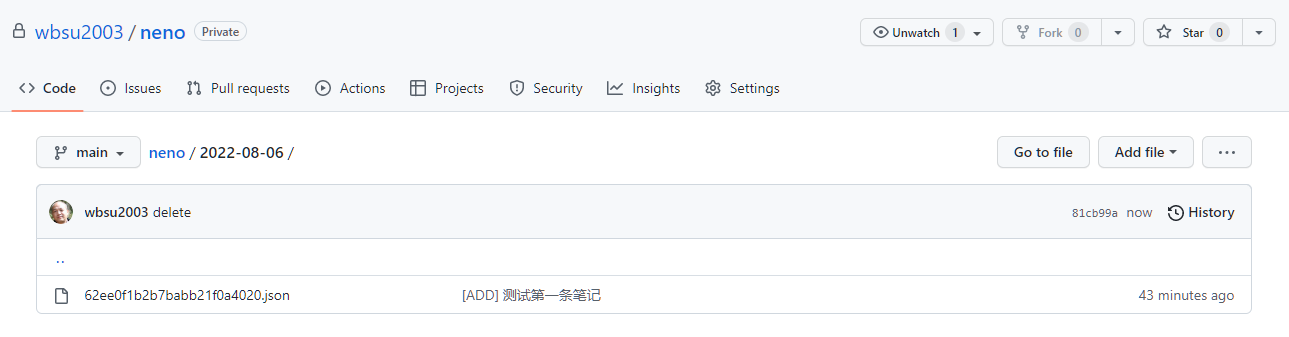 wbsu2003 / neno Private Unwatch 1 Fork 0 Star 0
Code Issues Pull requests Actions Projects Security Insights Settings
main neno / 2022-08-06 / Go to file Add file ...
wbsu2003 delete 81cb99a now History
..
62ee0f1b2b7babb21f0a4020.json [ADD] 测试第一条笔记 43 minutes ago